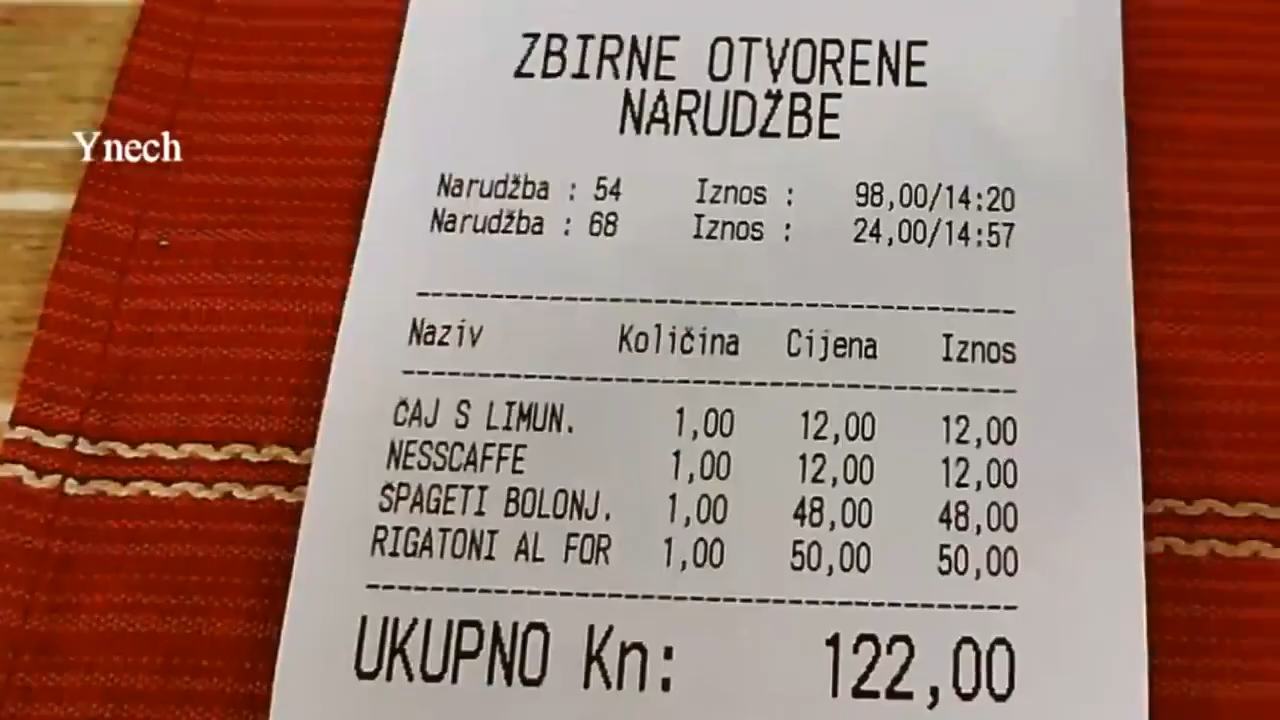 ZBIRNE OTVORENE
NARUDŽBE
Ynech
Narudžba : 54 Iznos : 98,00/14:20
Narudžba : 68 Iznos : 24,00/14:57
Naziv Količina Cijena Iznos
ČAJ S LIMUN. 1,00 12,00 12,00
NESSCAFFE 1,00 12,00 12,00
ŠPAGETI BOLONJ. 1,00 48,00 48,00
RIGATONI AL FOR 1,00 50,00 50,00
UKUPNO Kn: 122,00